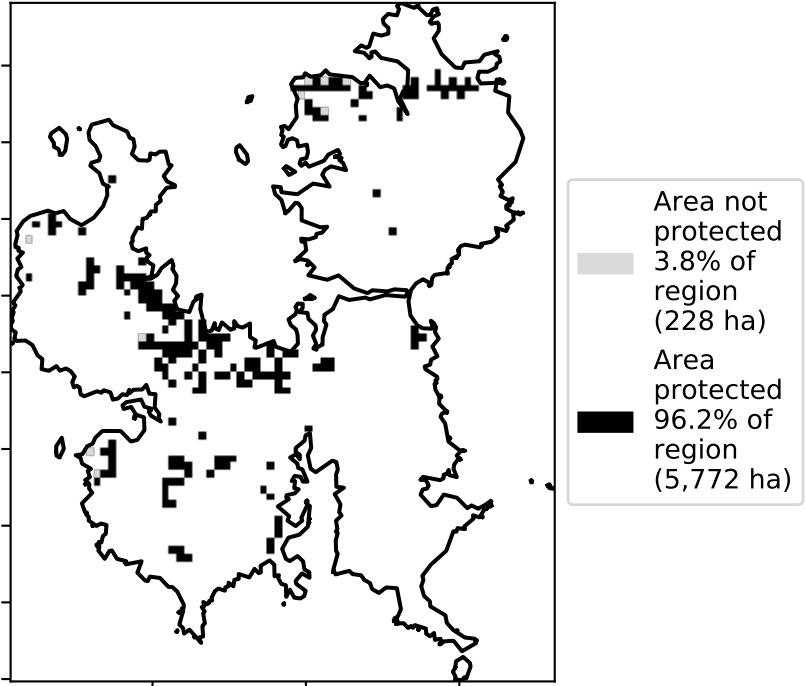 Area not
protected
3.8% of
region
(228 ha)
Area
protected
96.2% of
region
(5,772 ha)